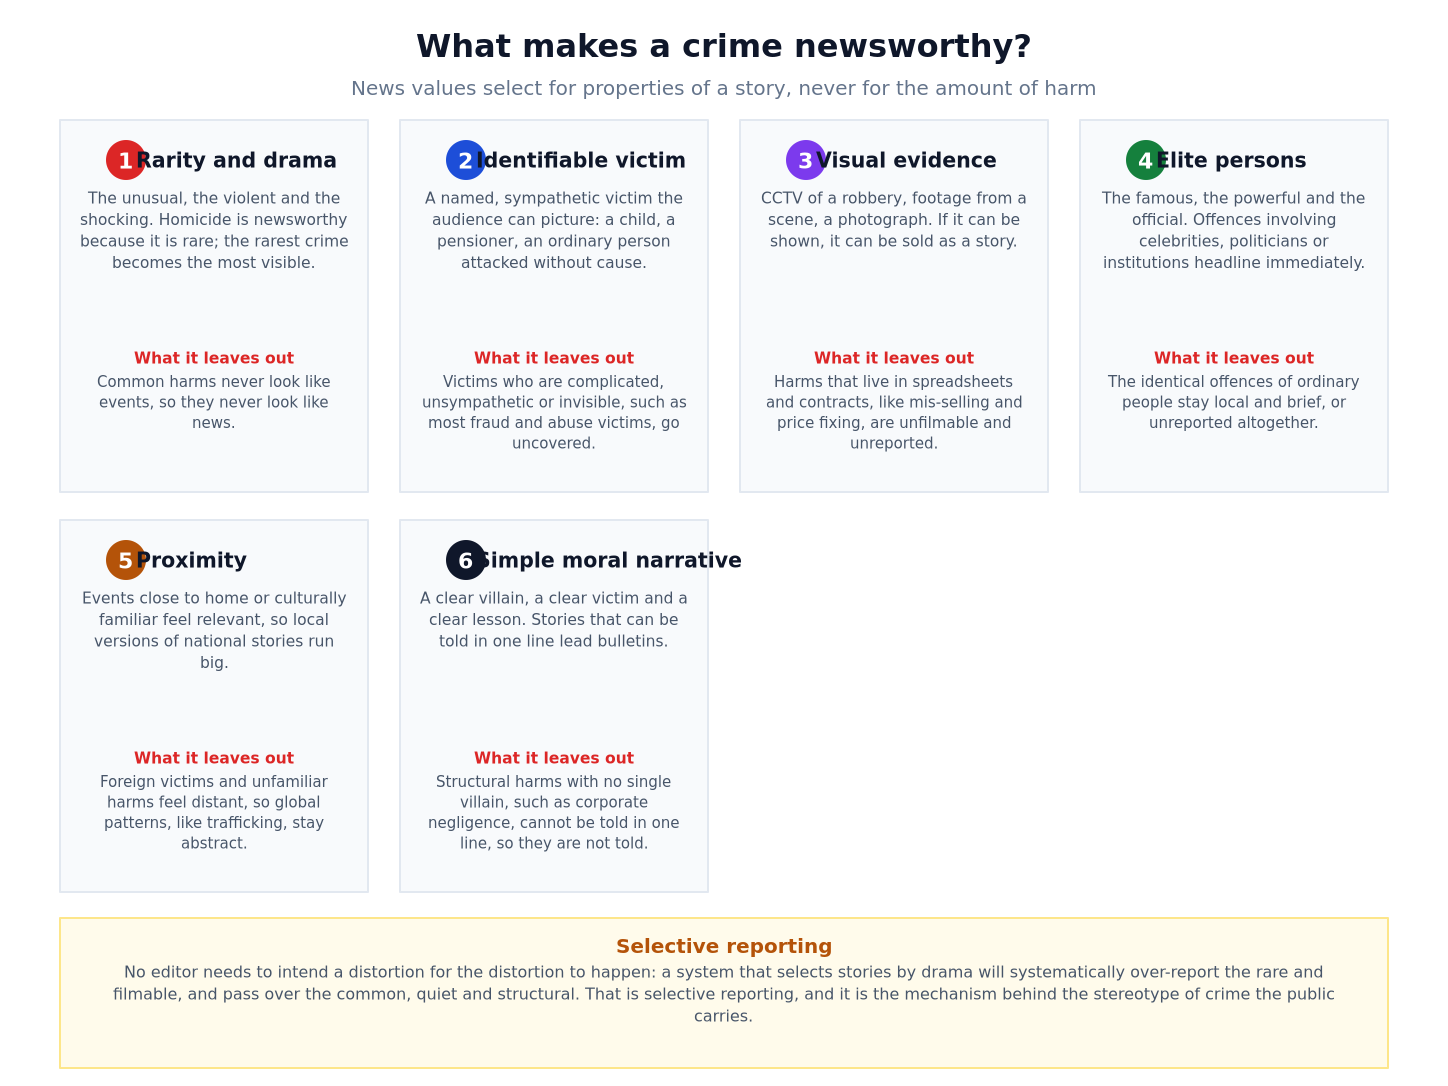 What makes a crime newsworthy?
News values select for properties of a story, never for the amount of harm
1 Rarity and drama
The unusual, the violent and the
shocking. Homicide is newsworthy
because it is rare; the rarest crime
becomes the most visible.
What it leaves out
Common harms never look like
events, so they never look like
news.
2 Identifiable victim
A named, sympathetic victim the
audience can picture: a child, a
pensioner, an ordinary person
attacked without cause.
What it leaves out
Victims who are complicated,
unsympathetic or invisible, such as
most fraud and abuse victims, go
uncovered.
3 Visual evidence
CCTV of a robbery, footage from a
scene, a photograph. If it can be
shown, it can be sold as a story.
What it leaves out
Harms that live in spreadsheets
and contracts, like mis-selling and
price fixing, are unfilmable and
unreported.
4 Elite persons
The famous, the powerful and the
official. Offences involving
celebrities, politicians or
institutions headline immediately.
What it leaves out
The identical offences of ordinary
people stay local and brief, or
unreported altogether.
5 Proximity
Events close to home or culturally
familiar feel relevant, so local
versions of national stories run
big.
What it leaves out
Foreign victims and unfamiliar
harms feel distant, so global
patterns, like trafficking, stay
abstract.
6 Simple moral narrative
A clear villain, a clear victim and a
clear lesson. Stories that can be
told in one line lead bulletins.
What it leaves out
Structural harms with no single
villain, such as corporate
negligence, cannot be told in one
line, so they are not told.
Selective reporting
No editor needs to intend a distortion for the distortion to happen: a system that selects stories by drama will systematically over-report the rare and
filmable, and pass over the common, quiet and structural. That is selective reporting, and it is the mechanism behind the stereotype of crime the public
carries.